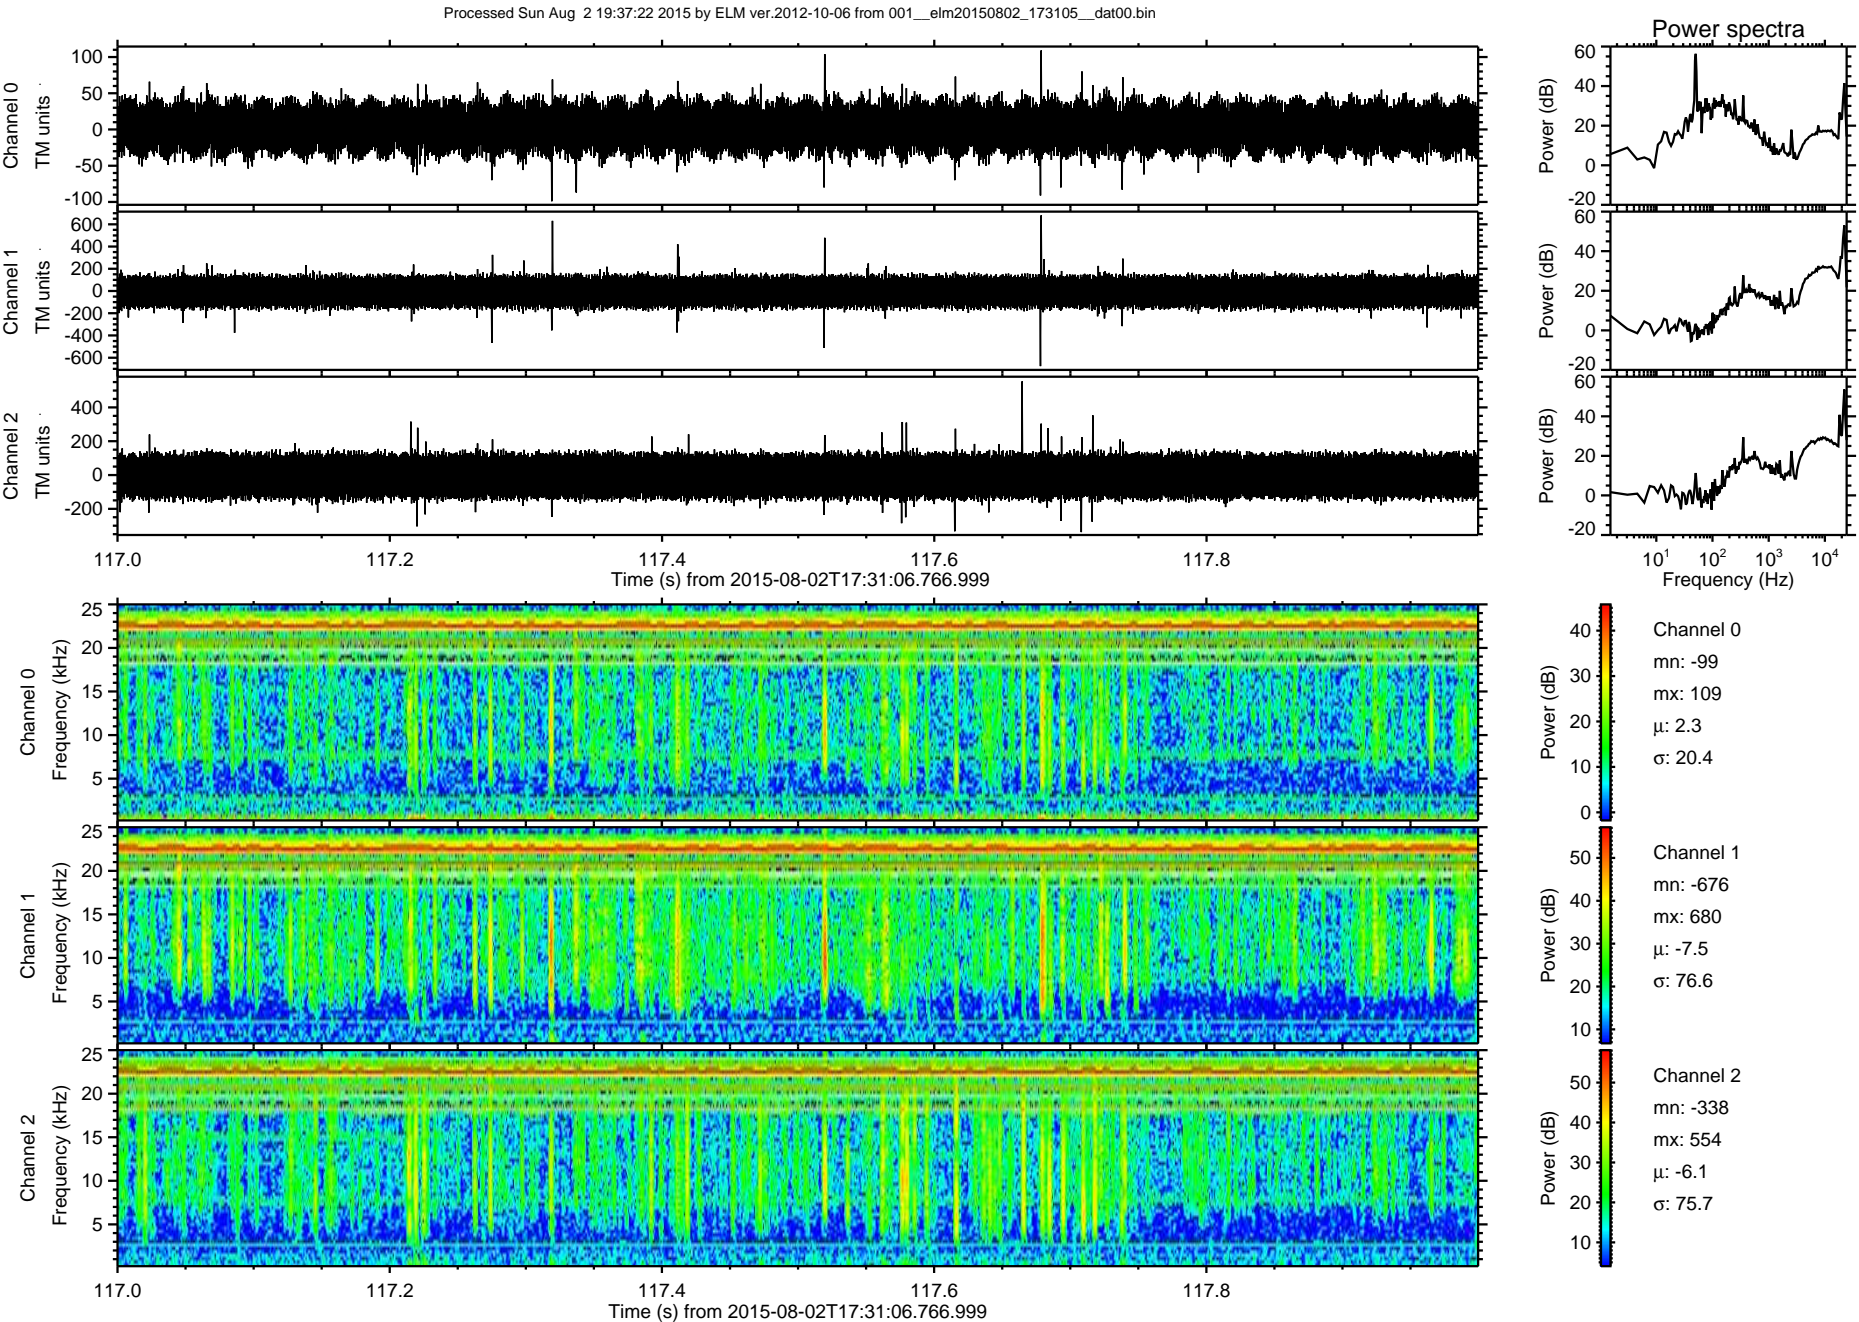 Processed Sun Aug  2 19:37:22 2015 by ELM ver.2012-10-06 from 001__elm20150802_173105__dat00.bin
Power spectra
Channel 0
TM units
100
50
0
-50
-100
Power (dB)
60
40
20
0
-20
Channel 1
TM units
600
400
200
0
-200
-400
-600
Power (dB)
60
40
20
0
-20
Channel 2
TM units
400
200
0
-200
Power (dB)
60
40
20
0
-20
117.0 117.2 117.4 117.6 117.8
Time (s) from 2015-08-02T17:31:06.766.999
10¹ 10² 10³ 10⁴
Frequency (Hz)
Channel 0
Frequency (kHz)
25
20
15
10
5
Power (dB)
40
30
20
10
0
Channel 0
mn: -99
mx: 109
μ: 2.3
σ: 20.4
Channel 1
Frequency (kHz)
25
20
15
10
5
Power (dB)
50
40
30
20
10
Channel 1
mn: -676
mx: 680
μ: -7.5
σ: 76.6
Channel 2
Frequency (kHz)
25
20
15
10
5
Power (dB)
50
40
30
20
10
Channel 2
mn: -338
mx: 554
μ: -6.1
σ: 75.7
117.0 117.2 117.4 117.6 117.8
Time (s) from 2015-08-02T17:31:06.766.999